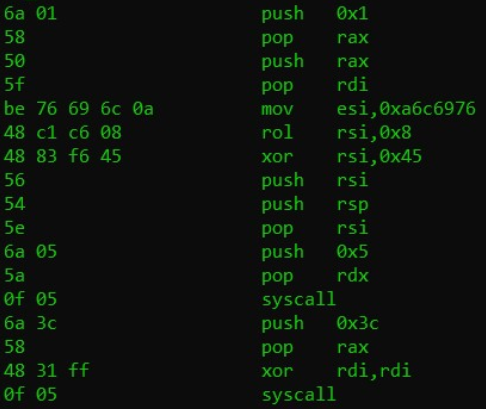 6a 01 push 0x1
58 pop rax
50 push rax
5f pop rdi
be 76 69 6c 0a mov esi,0xa6c6976
48 c1 c6 08 rol rsi,0x8
48 83 f6 45 xor rsi,0x45
56 push rsi
54 push rsp
5e pop rsi
6a 05 push 0x5
5a pop rdx
0f 05 syscall
6a 3c push 0x3c
58 pop rax
48 31 ff xor rdi,rdi
0f 05 syscall